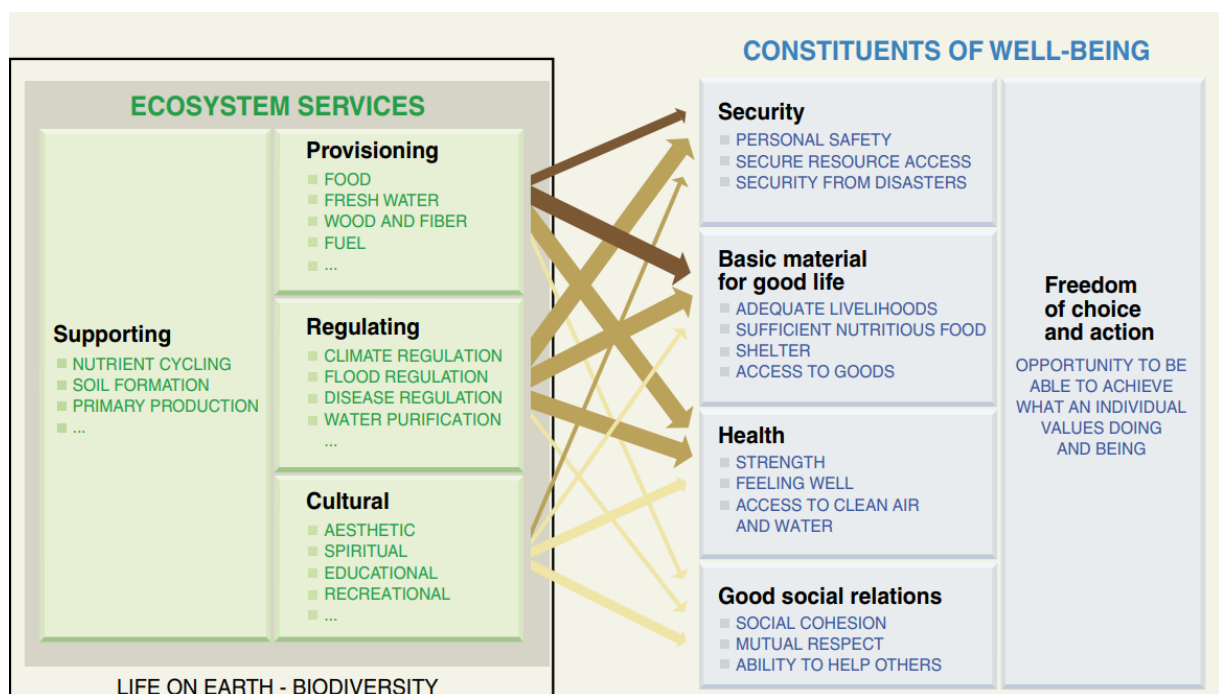 CONSTITUENTS OF WELL-BEING
ECOSYSTEM SERVICES
Supporting
NUTRIENT CYCLING
SOIL FORMATION
PRIMARY PRODUCTION
...
Provisioning
FOOD
FRESH WATER
WOOD AND FIBER
FUEL
...
Regulating
CLIMATE REGULATION
FLOOD REGULATION
DISEASE REGULATION
WATER PURIFICATION
...
Cultural
AESTHETIC
SPIRITUAL
EDUCATIONAL
RECREATIONAL
...
LIFE ON EARTH - BIODIVERSITY
Security
PERSONAL SAFETY
SECURE RESOURCE ACCESS
SECURITY FROM DISASTERS
Basic material
for good life
ADEQUATE LIVELIHOODS
SUFFICIENT NUTRITIOUS FOOD
SHELTER
ACCESS TO GOODS
Health
STRENGTH
FEELING WELL
ACCESS TO CLEAN AIR
AND WATER
Good social relations
SOCIAL COHESION
MUTUAL RESPECT
ABILITY TO HELP OTHERS
Freedom
of choice
and action
OPPORTUNITY TO BE
ABLE TO ACHIEVE
WHAT AN INDIVIDUAL
VALUES DOING
AND BEING